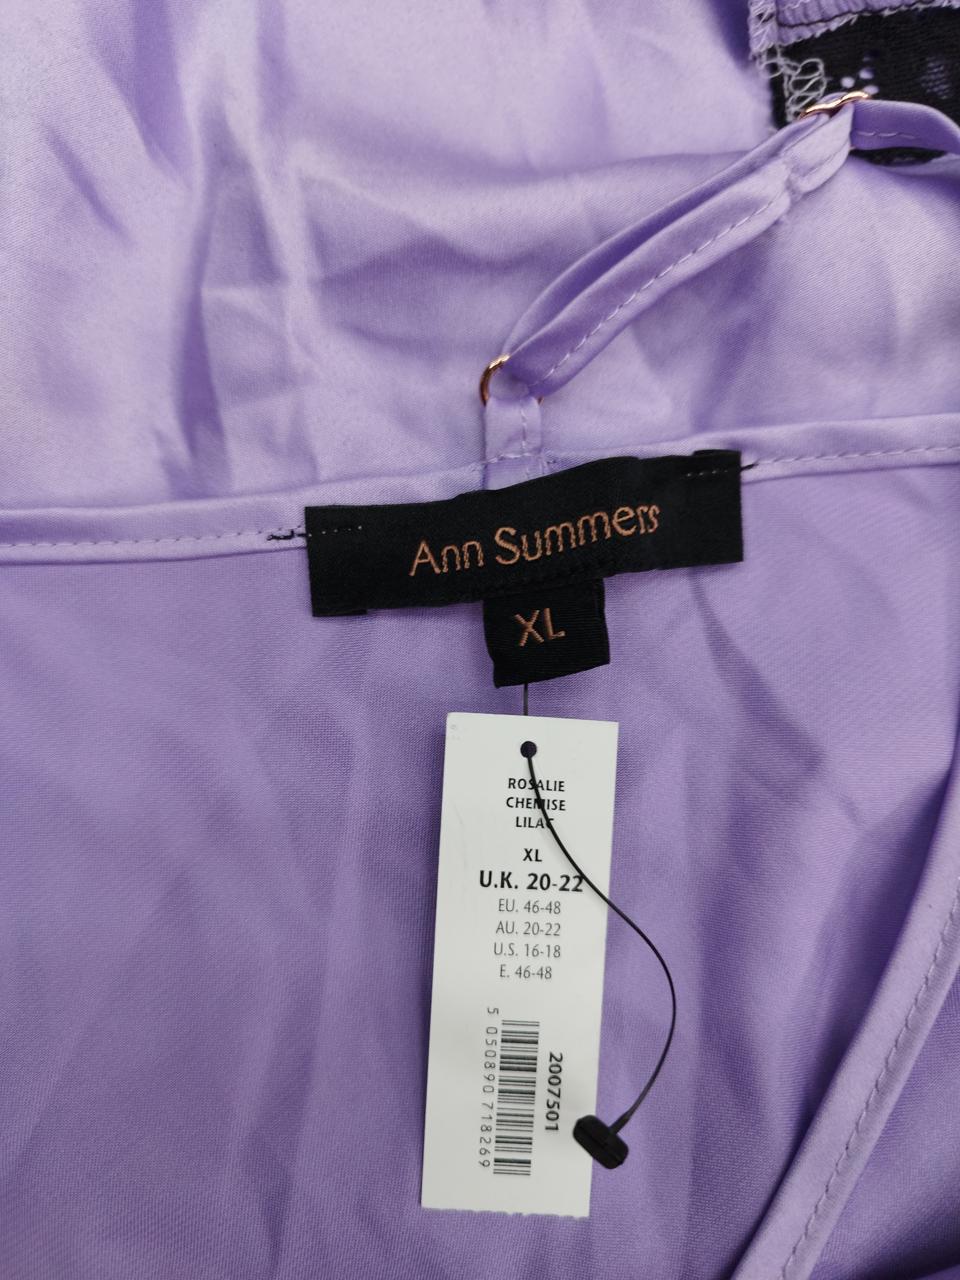 Ann Summers
XL
ROSALIE
CHEMISE
LILAC
XL
U.K. 20-22
EU. 46-48
AU. 20-22
U.S. 16-18
E. 46-48
2007501
5 050890 718269